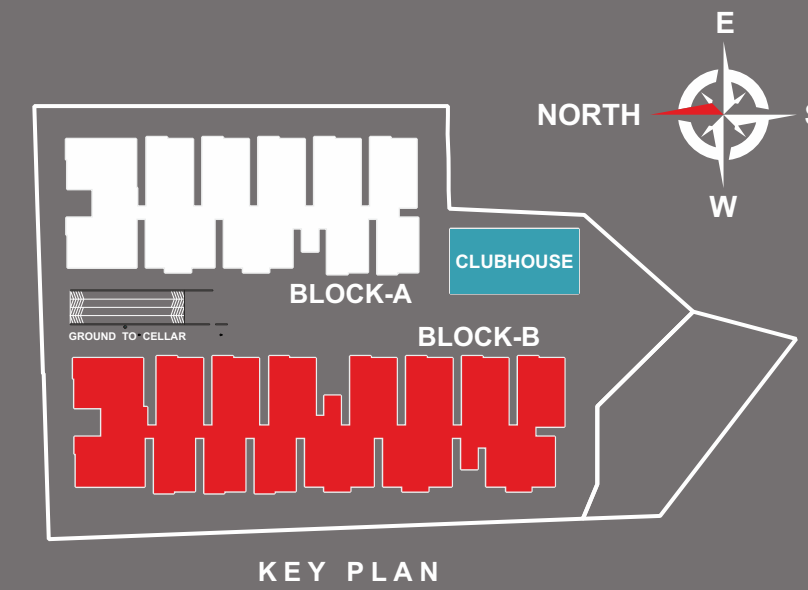 E
NORTH
S
W
CLUBHOUSE
BLOCK-A
GROUND TO CELLAR
BLOCK-B
KEY PLAN